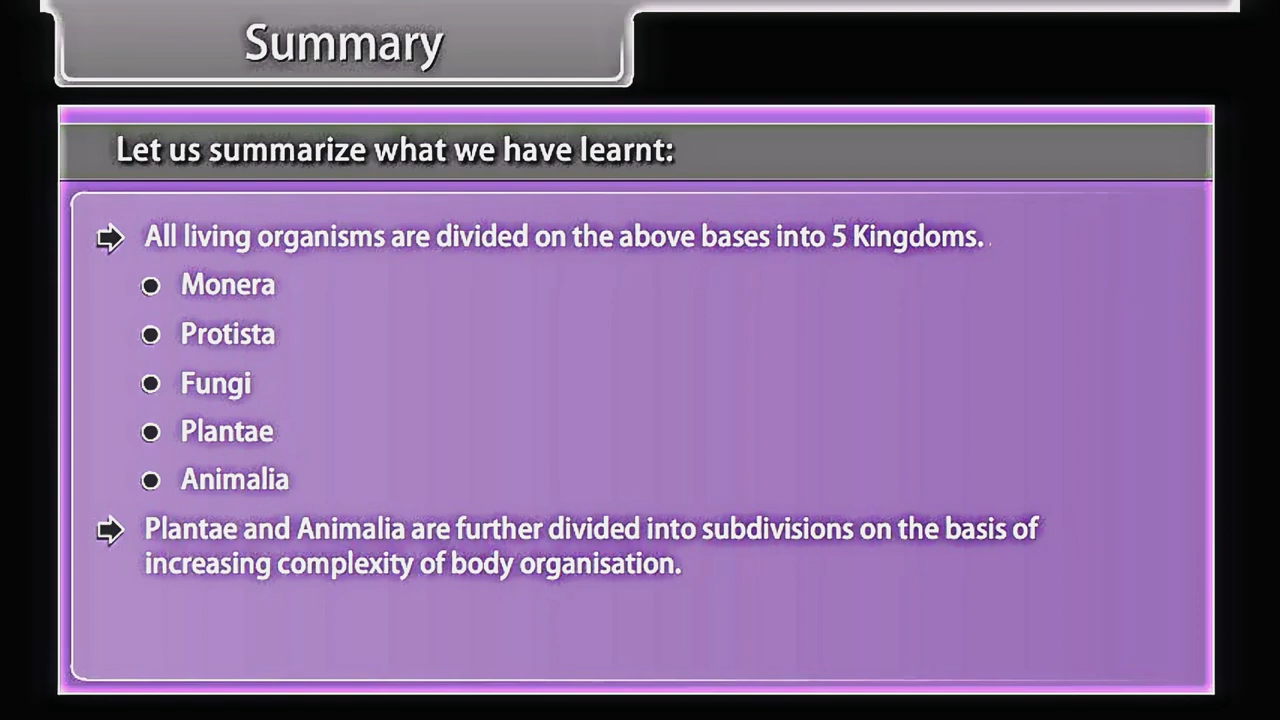 Summary
Let us summarize what we have learnt:
All living organisms are divided on the above bases into 5 Kingdoms.
Monera
Protista
Fungi
Plantae
Animalia
Plantae and Animalia are further divided into subdivisions on the basis of
increasing complexity of body organisation.